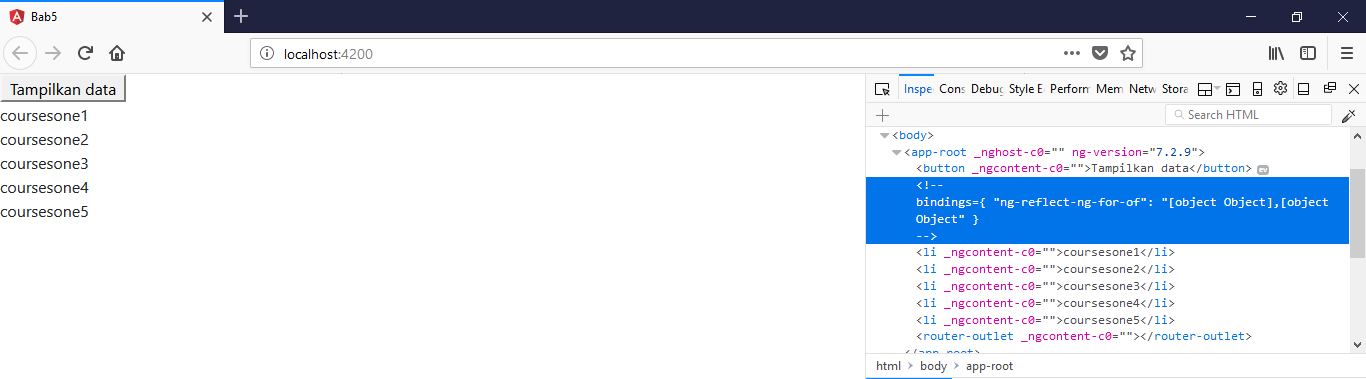 Bab5
localhost:4200
Tampilkan data
coursesone1
coursesone2
coursesone3
coursesone4
coursesone5
Inspe Cons Debug Style E Perform Mem Netw Stora
Search HTML
<body>
<app-root _nghost-c0="" ng-version="7.2.9">
<button _ngcontent-c0="">Tampilkan data</button> ev
<!--
bindings={ "ng-reflect-ng-for-of": "[object Object],[object
Object" }
-->
<li _ngcontent-c0="">coursesone1</li>
<li _ngcontent-c0="">coursesone2</li>
<li _ngcontent-c0="">coursesone3</li>
<li _ngcontent-c0="">coursesone4</li>
<li _ngcontent-c0="">coursesone5</li>
<router-outlet _ngcontent-c0=""></router-outlet>
</app-root>
html > body > app-root